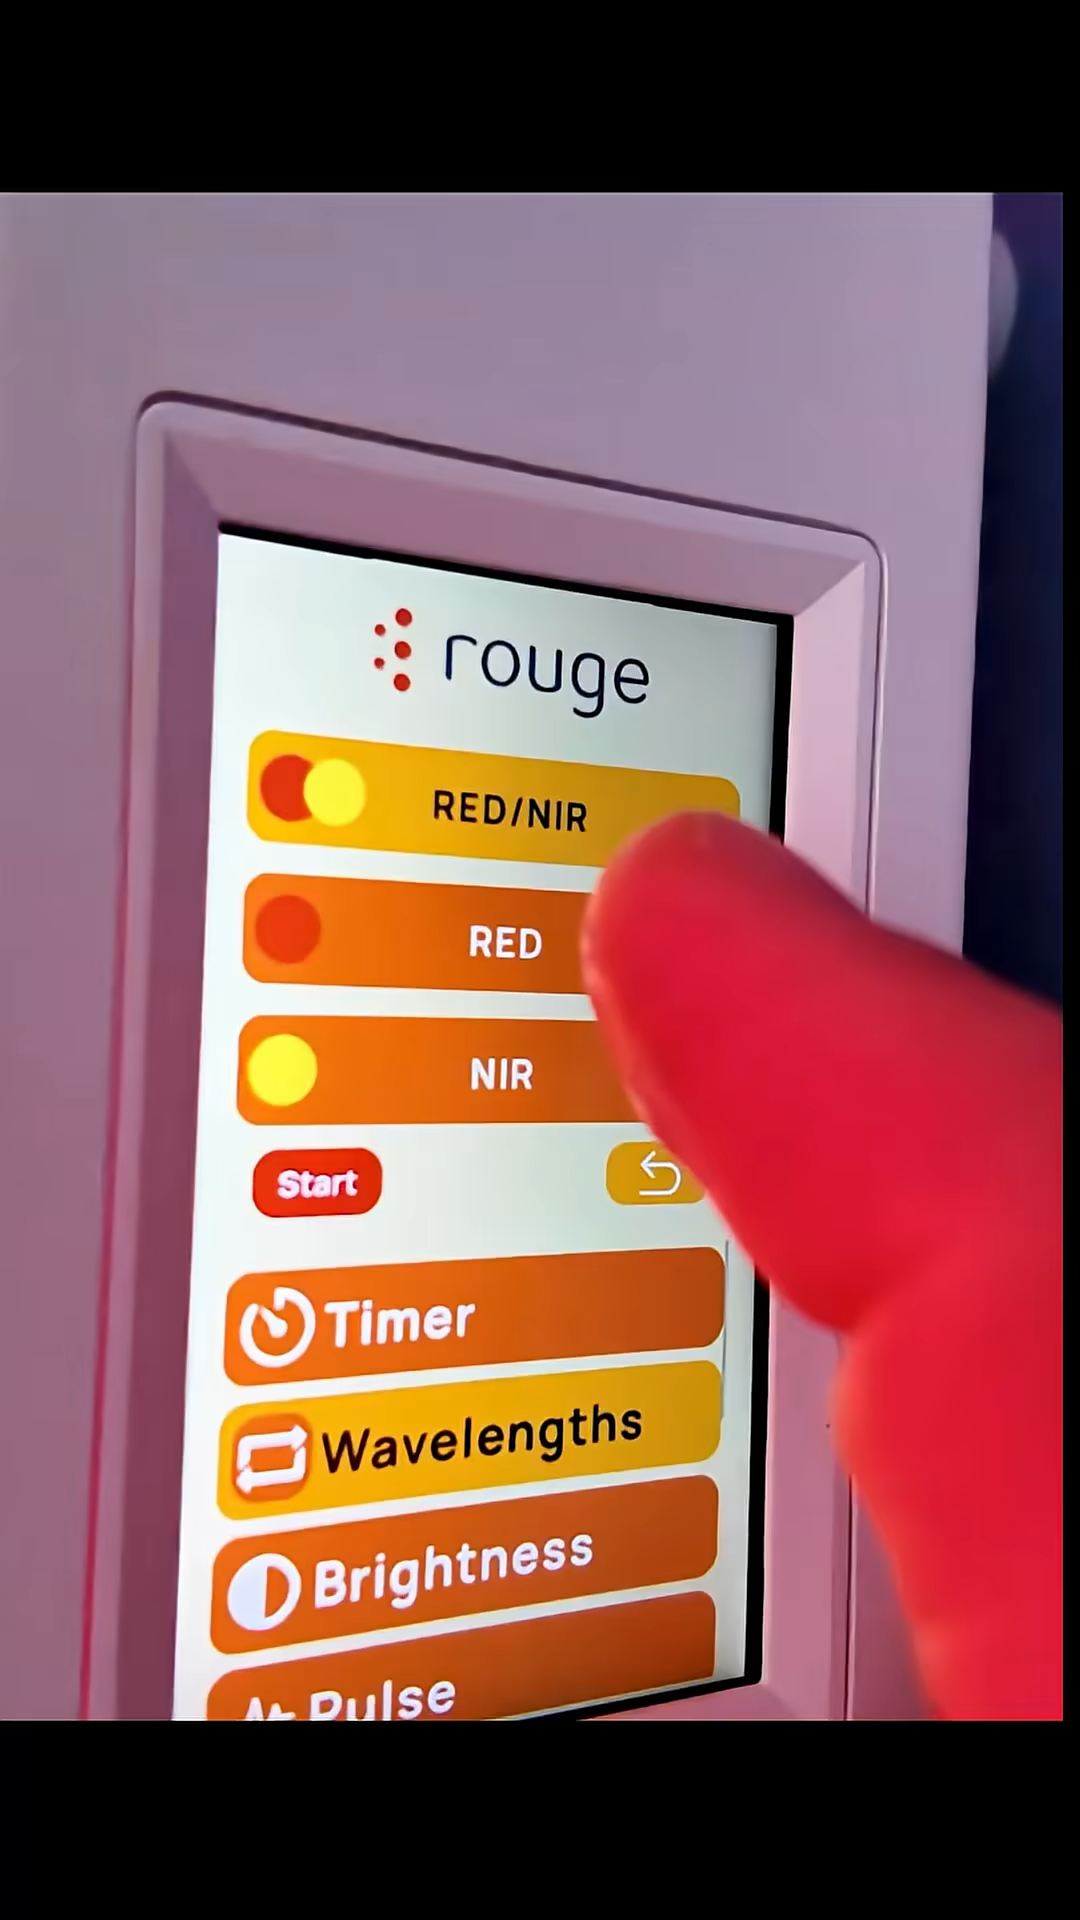 rouge
RED/NIR
RED
NIR
Start
Timer
Wavelengths
Brightness
Pulse